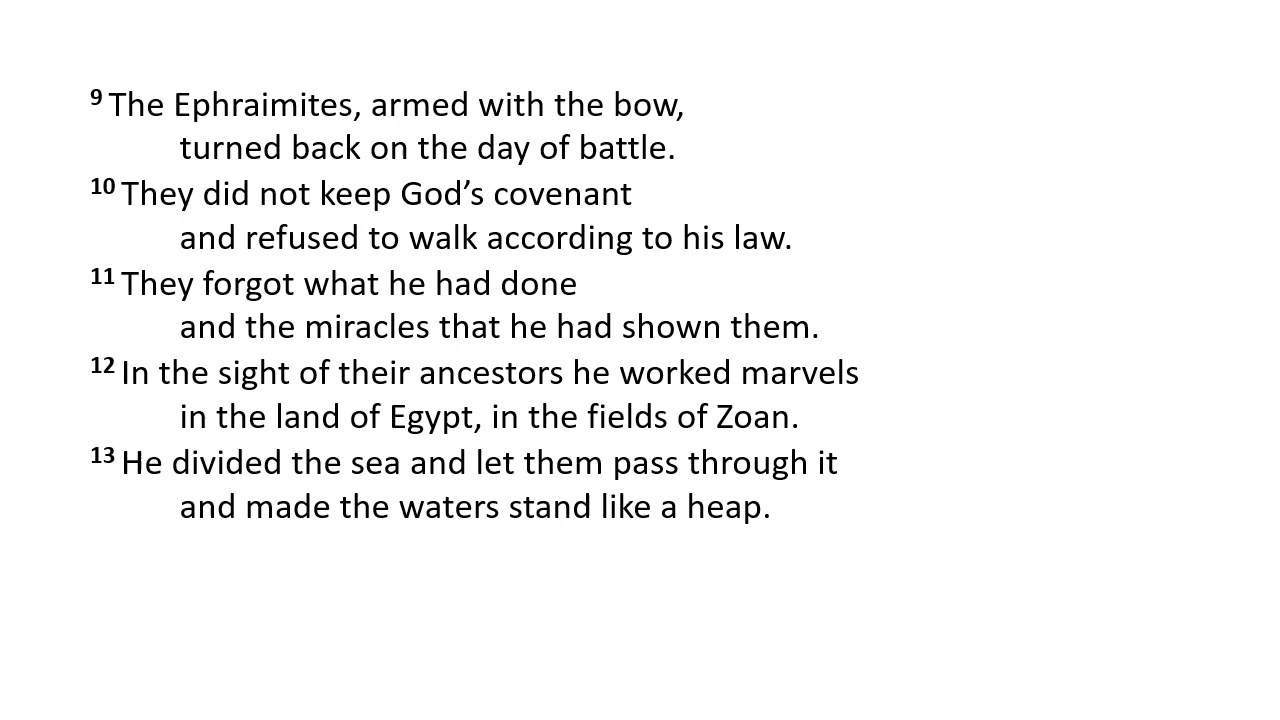 9 The Ephraimites, armed with the bow,
turned back on the day of battle.
10 They did not keep God’s covenant
and refused to walk according to his law.
11 They forgot what he had done
and the miracles that he had shown them.
12 In the sight of their ancestors he worked marvels
in the land of Egypt, in the fields of Zoan.
13 He divided the sea and let them pass through it
and made the waters stand like a heap.